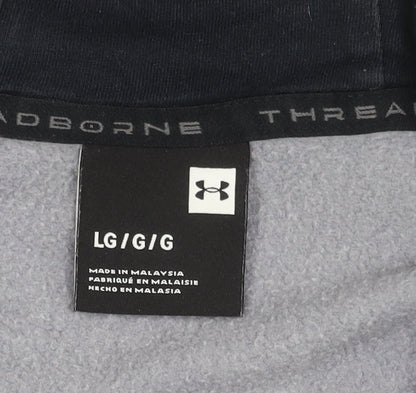 ADBORNE THREA
LG/G/G
MADE IN MALAYSIA
FABRIQUÉ EN MALAISIE
HECHO EN MALASIA